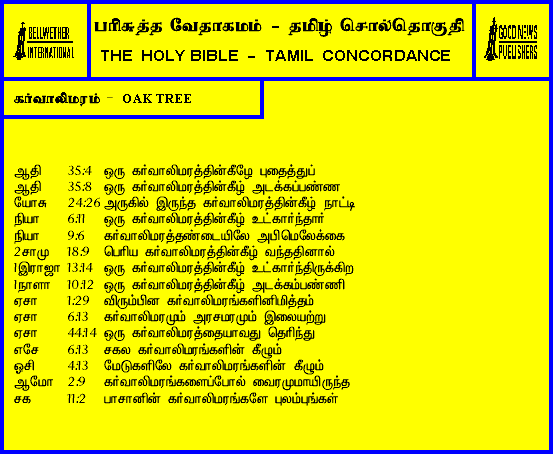 BELLWETHER
INTERNATIONAL
பரிசுத்த வேதாகமம் - தமிழ் சொல்தொகுதி
THE HOLY BIBLE - TAMIL CONCORDANCE
GOOD NEWS
PUBLISHERS
கர்வாலிமரம் - OAK TREE
ஆதி 35:4 ஒரு கர்வாலிமரத்தின்கீழே புதைத்துப்
ஆதி 35:8 ஒரு கர்வாலிமரத்தின்கீழ் அடக்கப்பண்ண
யோசு 24:26 அருகில் இருந்த கர்வாலிமரத்தின்கீழ் நாட்டி
நியா 6:11 ஒரு கர்வாலிமரத்தின்கீழ் உட்கார்ந்தார்
நியா 9:6 கர்வாலிமரத்தண்டையிலே அபிமெலேக்கை
2சாமு 18:9 பெரிய கர்வாலிமரத்தின்கீழ் வந்ததினால்
1இராஜா 13:14 ஒரு கர்வாலிமரத்தின்கீழ் உட்கார்ந்திருக்கிற
1நாளா 10:12 ஒரு கர்வாலிமரத்தின்கீழ் அடக்கம்பண்ணி
ஏசா 1:29 விரும்பின கர்வாலிமரங்களினிமித்தம்
ஏசா 6:13 கர்வாலிமரமும் அரசமரமும் இலையற்று
ஏசா 44:14 ஒரு கர்வாலிமரத்தையாவது தெரிந்து
எசே 6:13 சகல கர்வாலிமரங்களின் கீழும்
ஓசி 4:13 மேடுகளிலே கர்வாலிமரங்களின் கீழும்
ஆமோ 2:9 கர்வாலிமரங்களைப்போல் வைரமுமாயிருந்த
சக 11:2 பாசானின் கர்வாலிமரங்களே புலம்புங்கள்